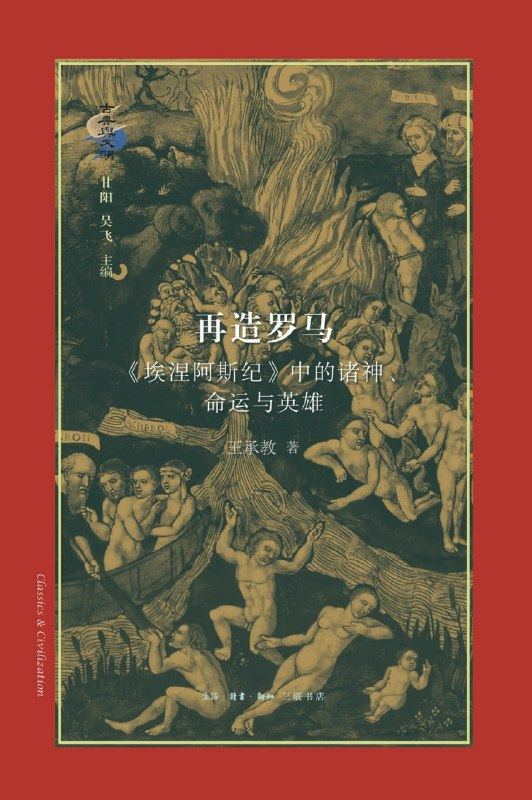 古典与文明
甘阳 吴飞 主编
再造罗马
《埃涅阿斯纪》中的诸神、
命运与英雄
王承教 著
ACHERON
Classics & Civilization
生活·讀書·新知 三联书店